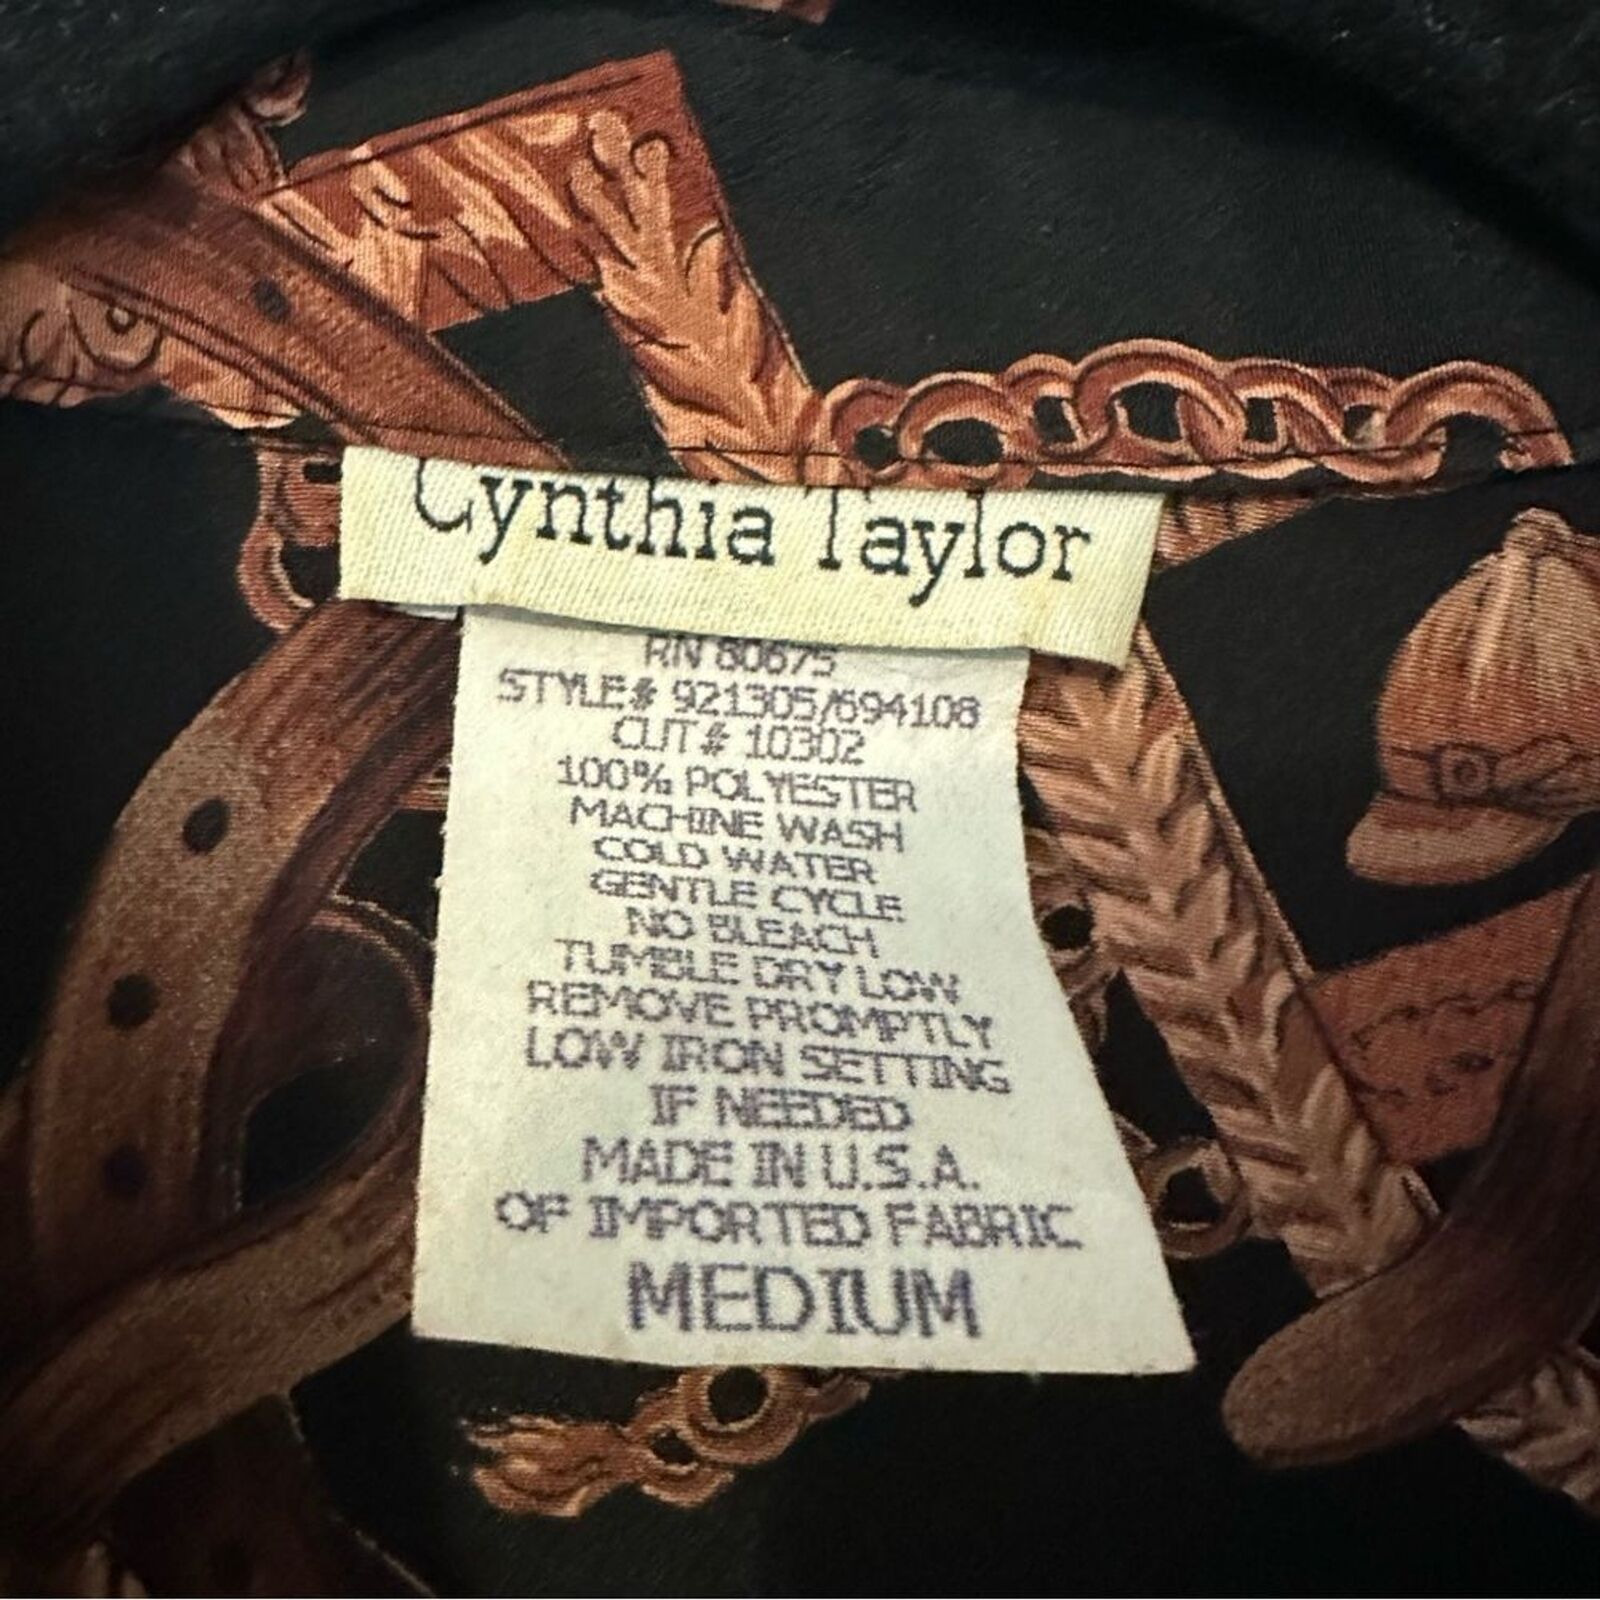 Cynthia Taylor
RN 80675
STYLE# 921305/694108
CUT# 10302
100% POLYESTER
MACHINE WASH
COLD WATER
GENTLE CYCLE
NO BLEACH
TUMBLE DRY LOW
REMOVE PROMPTLY
LOW IRON SETTING
IF NEEDED
MADE IN U.S.A.
OF IMPORTED FABRIC
MEDIUM